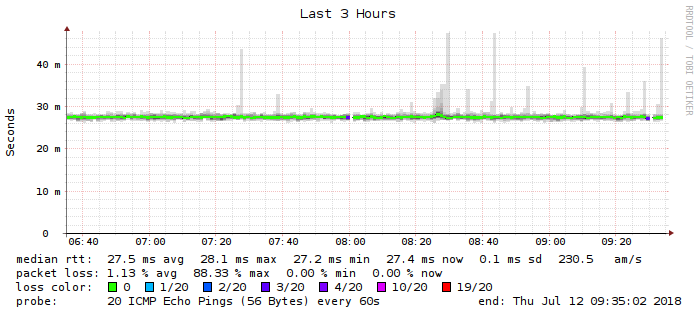 Last 3 Hours
RRDTOOL / TOBI OETIKER
Seconds
40 m
30 m
20 m
10 m
0
06:40 07:00 07:20 07:40 08:00 08:20 08:40 09:00 09:20
median rtt: 27.5 ms avg 28.1 ms max 27.2 ms min 27.4 ms now 0.1 ms sd 230.5 am/s
packet loss: 1.13 % avg 88.33 % max 0.00 % min 0.00 % now
loss color: 0 1/20 2/20 3/20 4/20 10/20 19/20
probe: 20 ICMP Echo Pings (56 Bytes) every 60s end: Thu Jul 12 09:35:02 2018